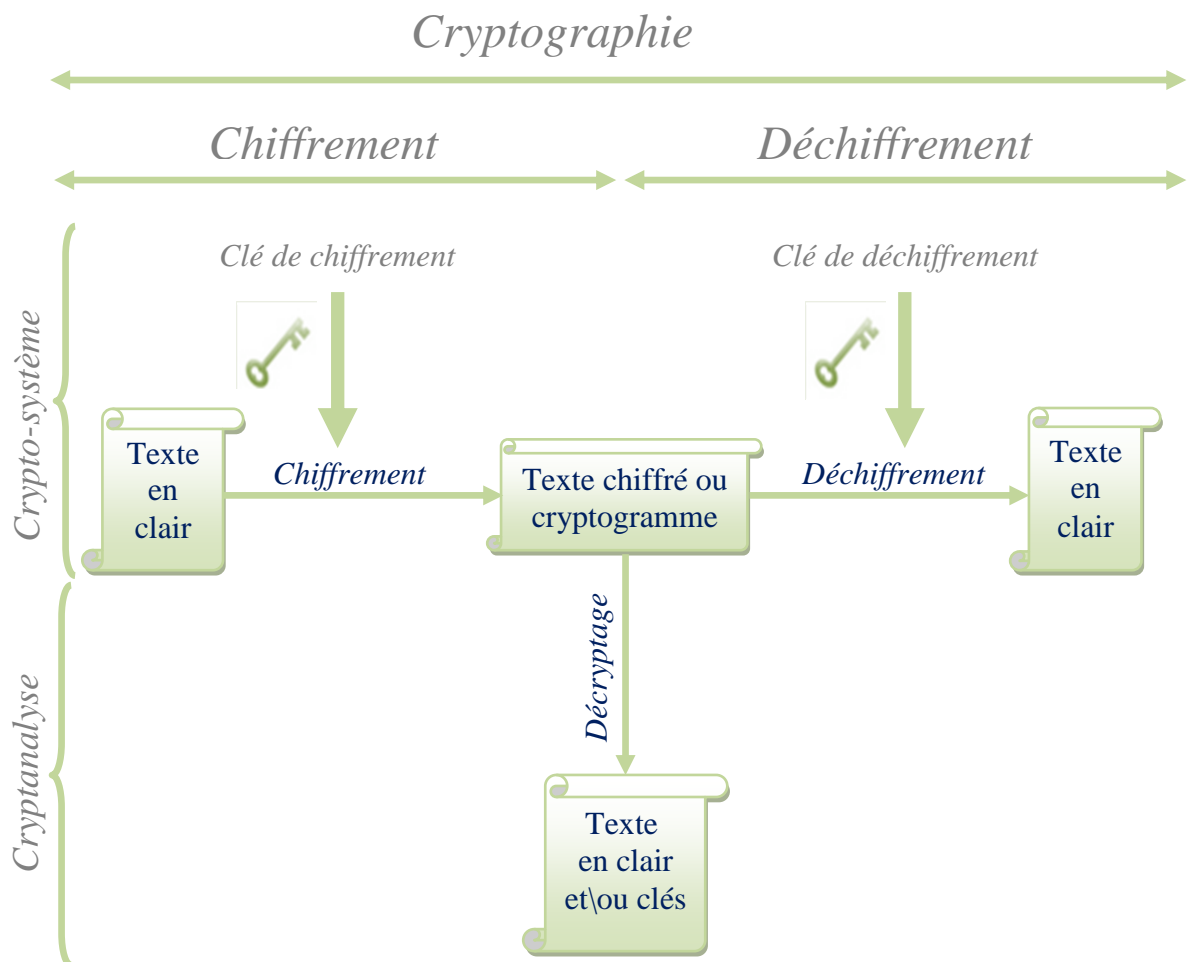 Cryptographie
Chiffrement
Déchiffrement
Clé de chiffrement
Clé de déchiffrement
Crypto-système
Texte
en
clair
Chiffrement
Texte chiffré ou
cryptogramme
Déchiffrement
Texte
en
clair
Décryptage
Cryptanalyse
Texte
en clair
et\ou clés